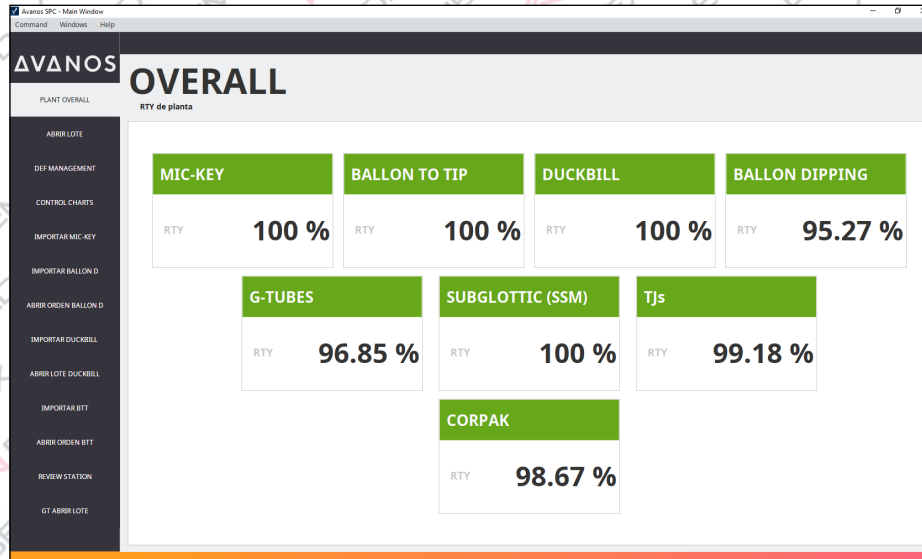 Avanos SPC - Main Window
Command Windows Help
AVANOS
PLANT OVERALL
ABRIR LOTE
DEF MANAGEMENT
CONTROL CHARTS
IMPORTAR MIC-KEY
IMPORTAR BALLON D
ABRIR ORDEN BALLON D
IMPORTAR DUCKBILL
ABRIR LOTE DUCKBILL
IMPORTAR BTT
ABRIR ORDEN BTT
REVIEW STATION
GT ABRIR LOTE
OVERALL
RTY de planta
MIC-KEY
RTY 100 %
BALLON TO TIP
RTY 100 %
DUCKBILL
RTY 100 %
BALLON DIPPING
RTY 95.27 %
G-TUBES
RTY 96.85 %
SUBGLOTTIC (SSM)
RTY 100 %
TJs
RTY 99.18 %
CORPAK
RTY 98.67 %